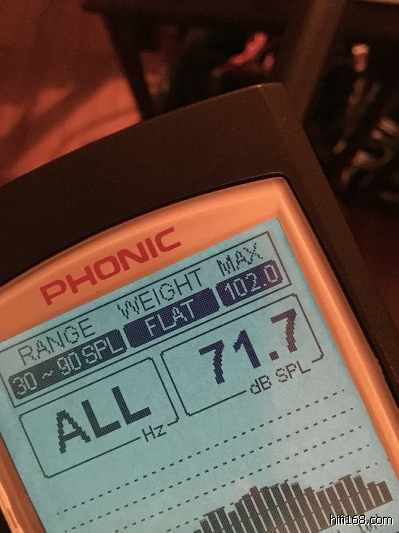 PHONIC
RANGE WEIGHT MAX
30 ~ 90 SPL FLAT 102.0
ALL Hz
71.7 dB SPL
hifi168.com